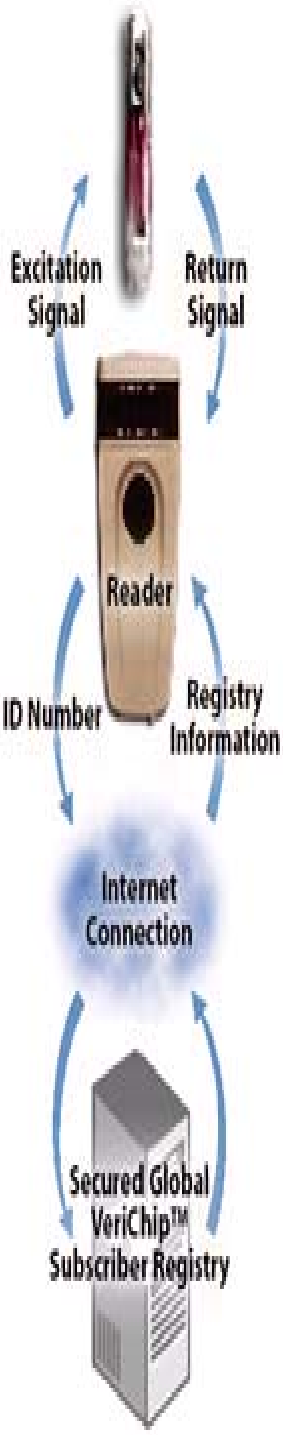 Excitation
Signal
Return
Signal
Reader
ID Number
Registry
Information
Internet
Connection
Secured Global
VeriChip™
Subscriber Registry